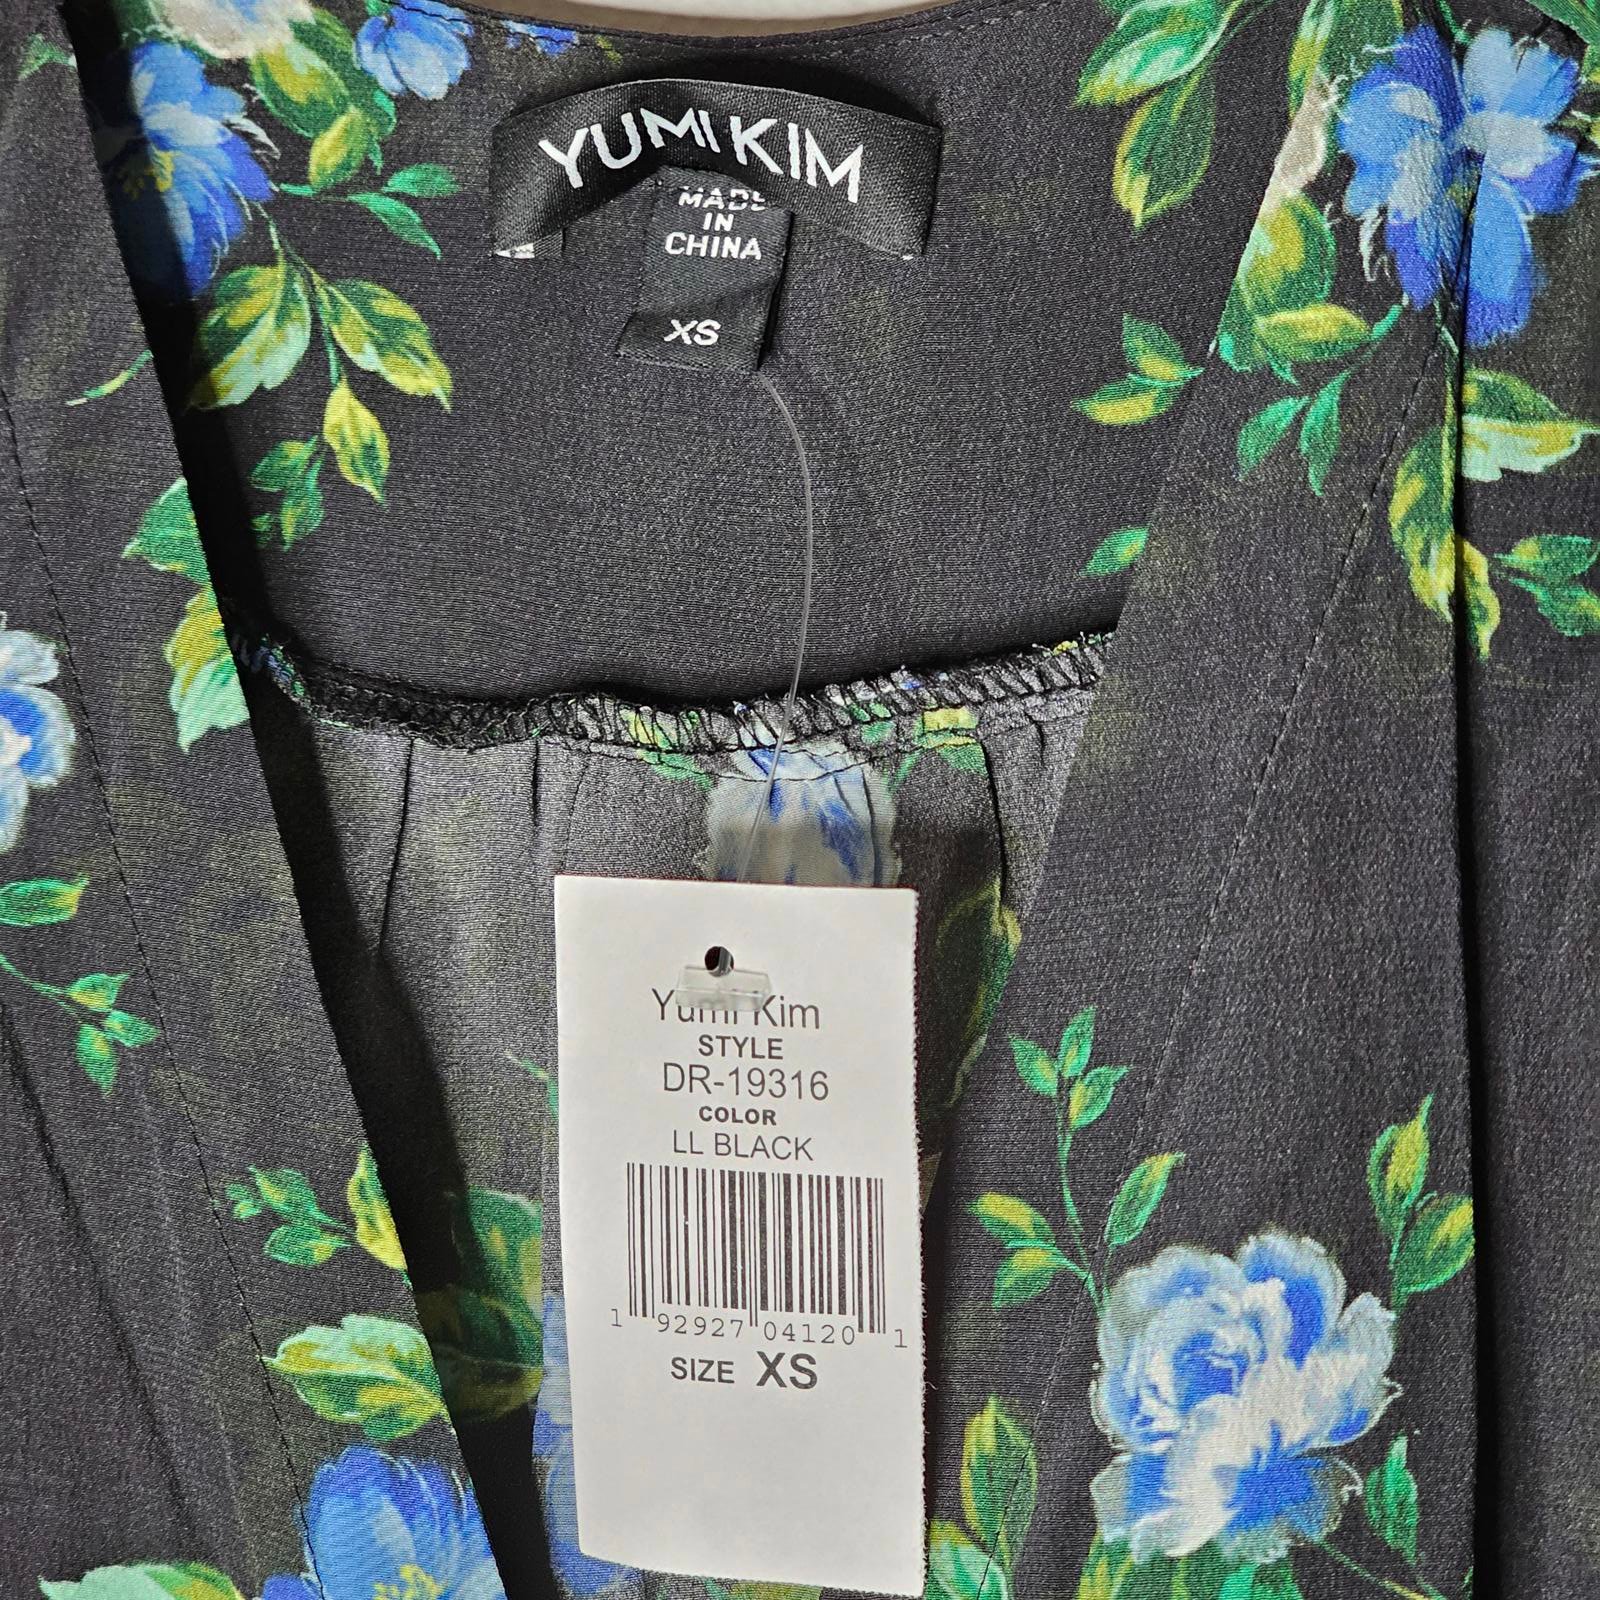 YUMI KIM
MADE
IN
CHINA
XS
Yumi Kim
STYLE
DR-19316
COLOR
LL BLACK
1 92927 04120 1
SIZE XS